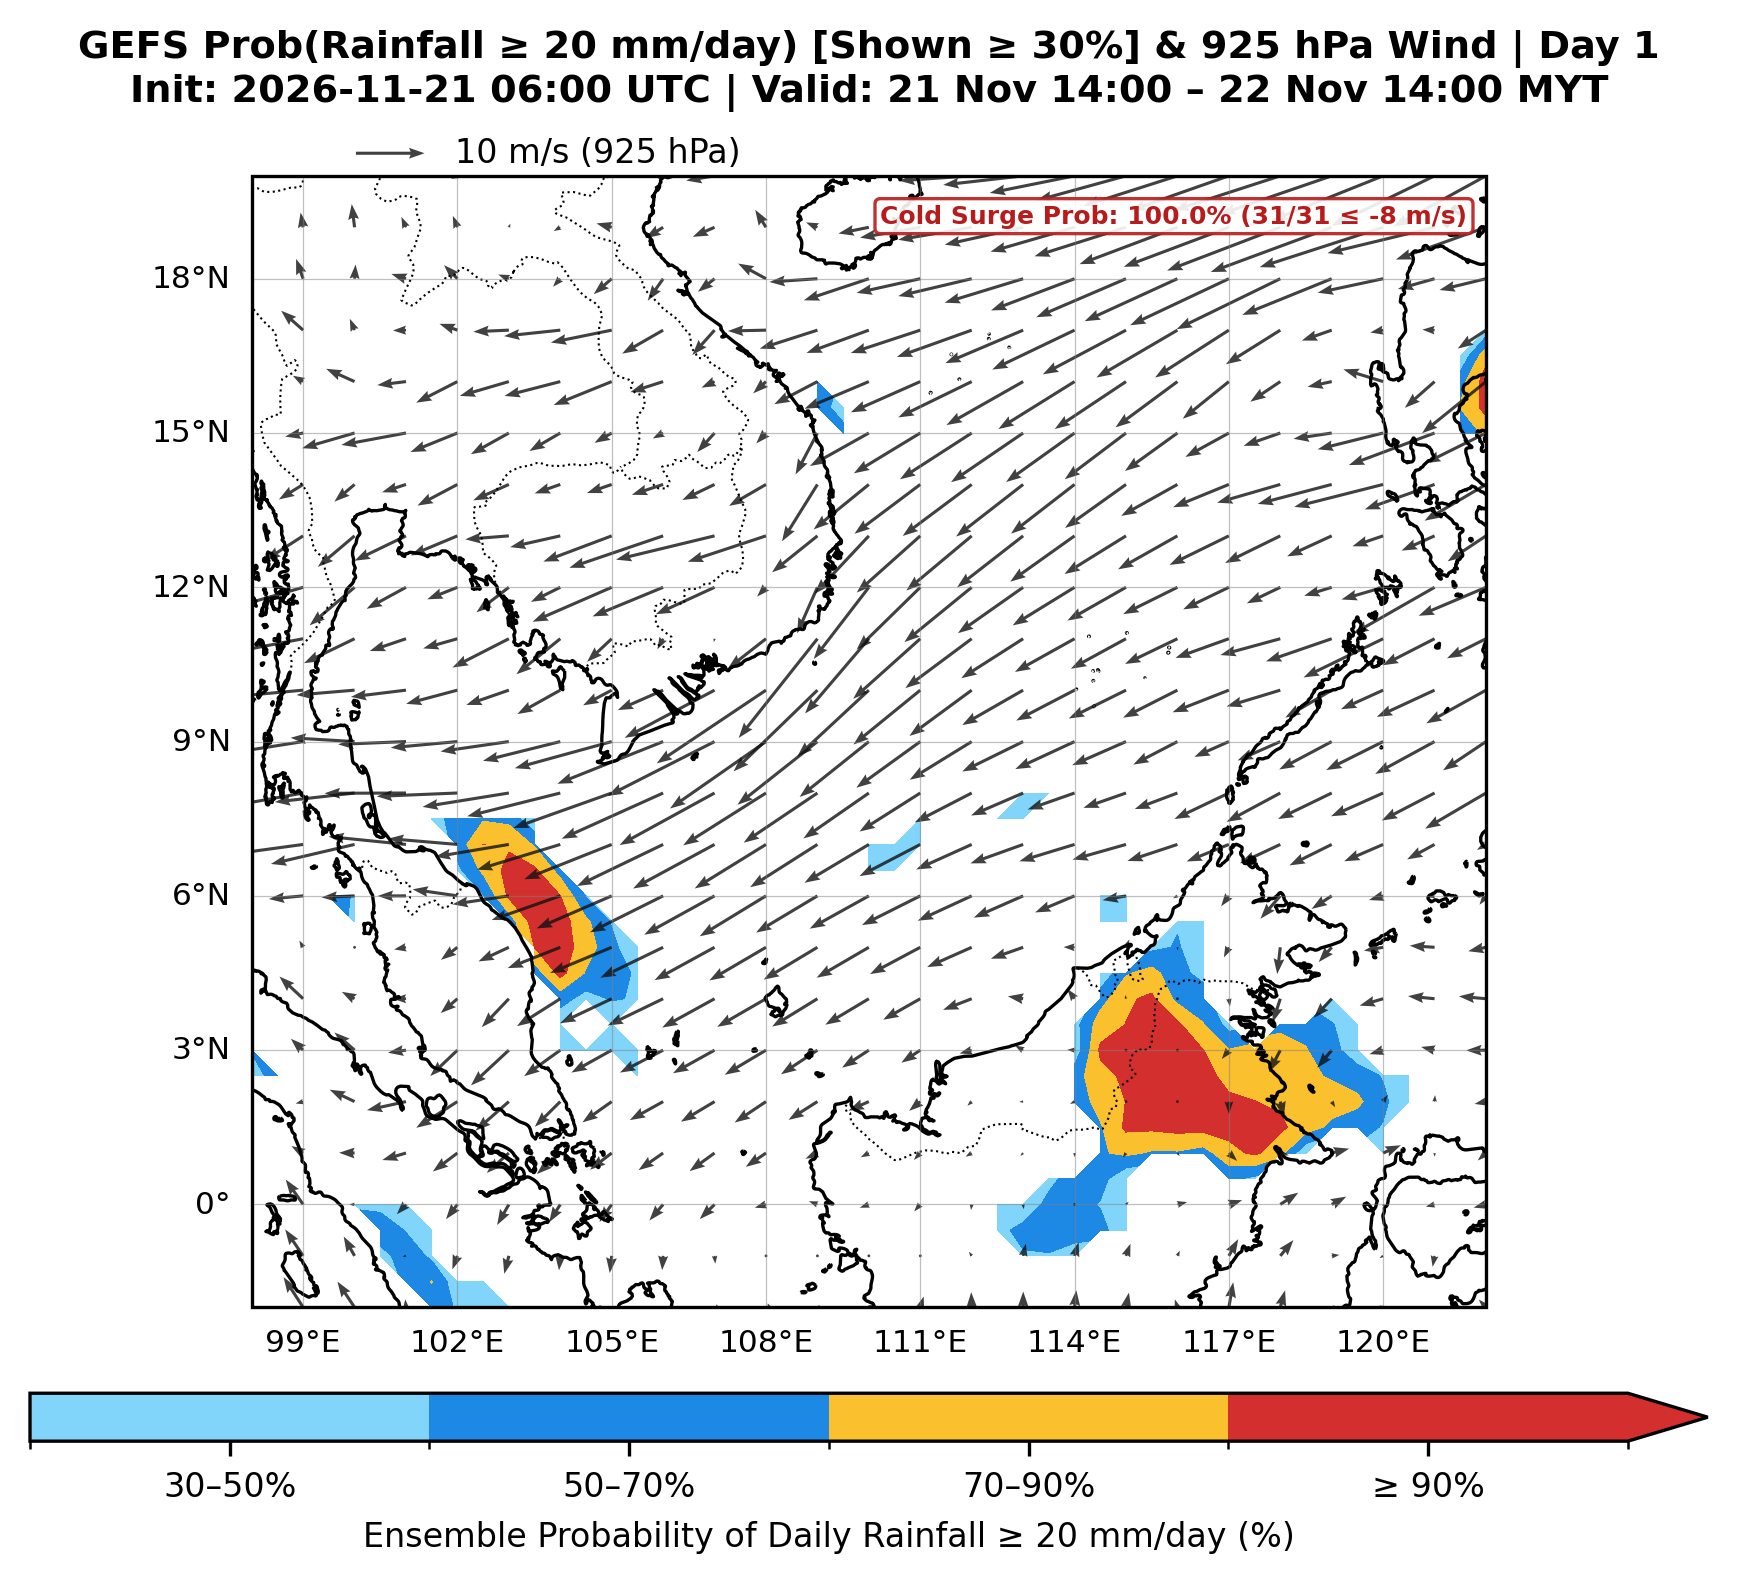 GEFS Prob(Rainfall ≥ 20 mm/day) [Shown ≥ 30%] & 925 hPa Wind | Day 1
Init: 2026-11-21 06:00 UTC | Valid: 21 Nov 14:00 – 22 Nov 14:00 MYT
10 m/s (925 hPa)
Cold Surge Prob: 100.0% (31/31 ≤ -8 m/s)
18°N
15°N
12°N
9°N
6°N
3°N
0°
99°E 102°E 105°E 108°E 111°E 114°E 117°E 120°E
30–50% 50–70% 70–90% ≥ 90%
Ensemble Probability of Daily Rainfall ≥ 20 mm/day (%)